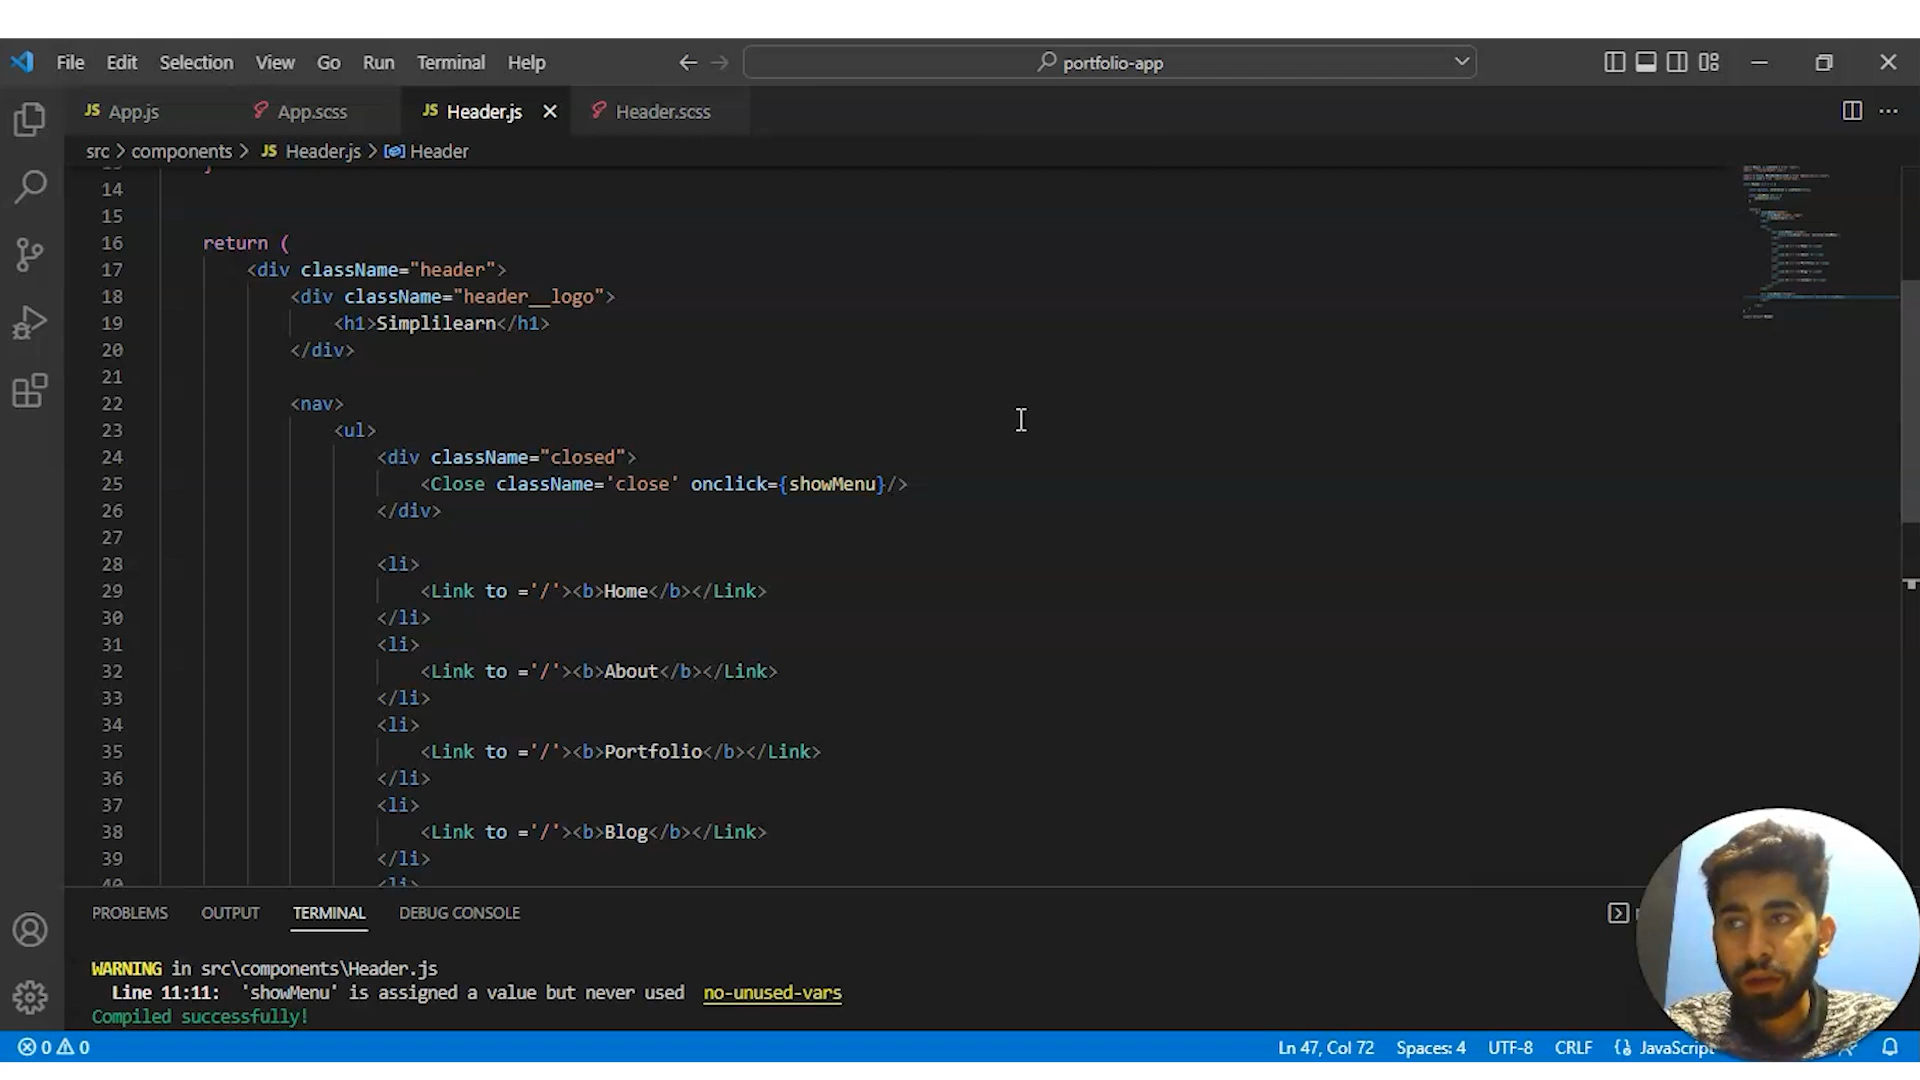 File Edit Selection View Go Run Terminal Help
portfolio-app
JS App.js
App.scss
JS Header.js
Header.scss
src > components > JS Header.js > Header
14
15
16 return (
17 <div className="header">
18 <div className="header__logo">
19 <h1>Simplilearn</h1>
20 </div>
21
22 <nav>
23 <ul>
24 <div className="closed">
25 <Close className='close' onclick={showMenu}/>
26 </div>
27
28 <li>
29 <Link to ='/'><b>Home</b></Link>
30 </li>
31 <li>
32 <Link to ='/'><b>About</b></Link>
33 </li>
34 <li>
35 <Link to ='/'><b>Portfolio</b></Link>
36 </li>
37 <li>
38 <Link to ='/'><b>Blog</b></Link>
39 </li>
40 <li>
PROBLEMS OUTPUT TERMINAL DEBUG CONSOLE
WARNING in src\components\Header.js
Line 11:11: 'showMenu' is assigned a value but never used no-unused-vars
Compiled successfully!
0 0
Ln 47, Col 72 Spaces: 4 UTF-8 CRLF JavaScript